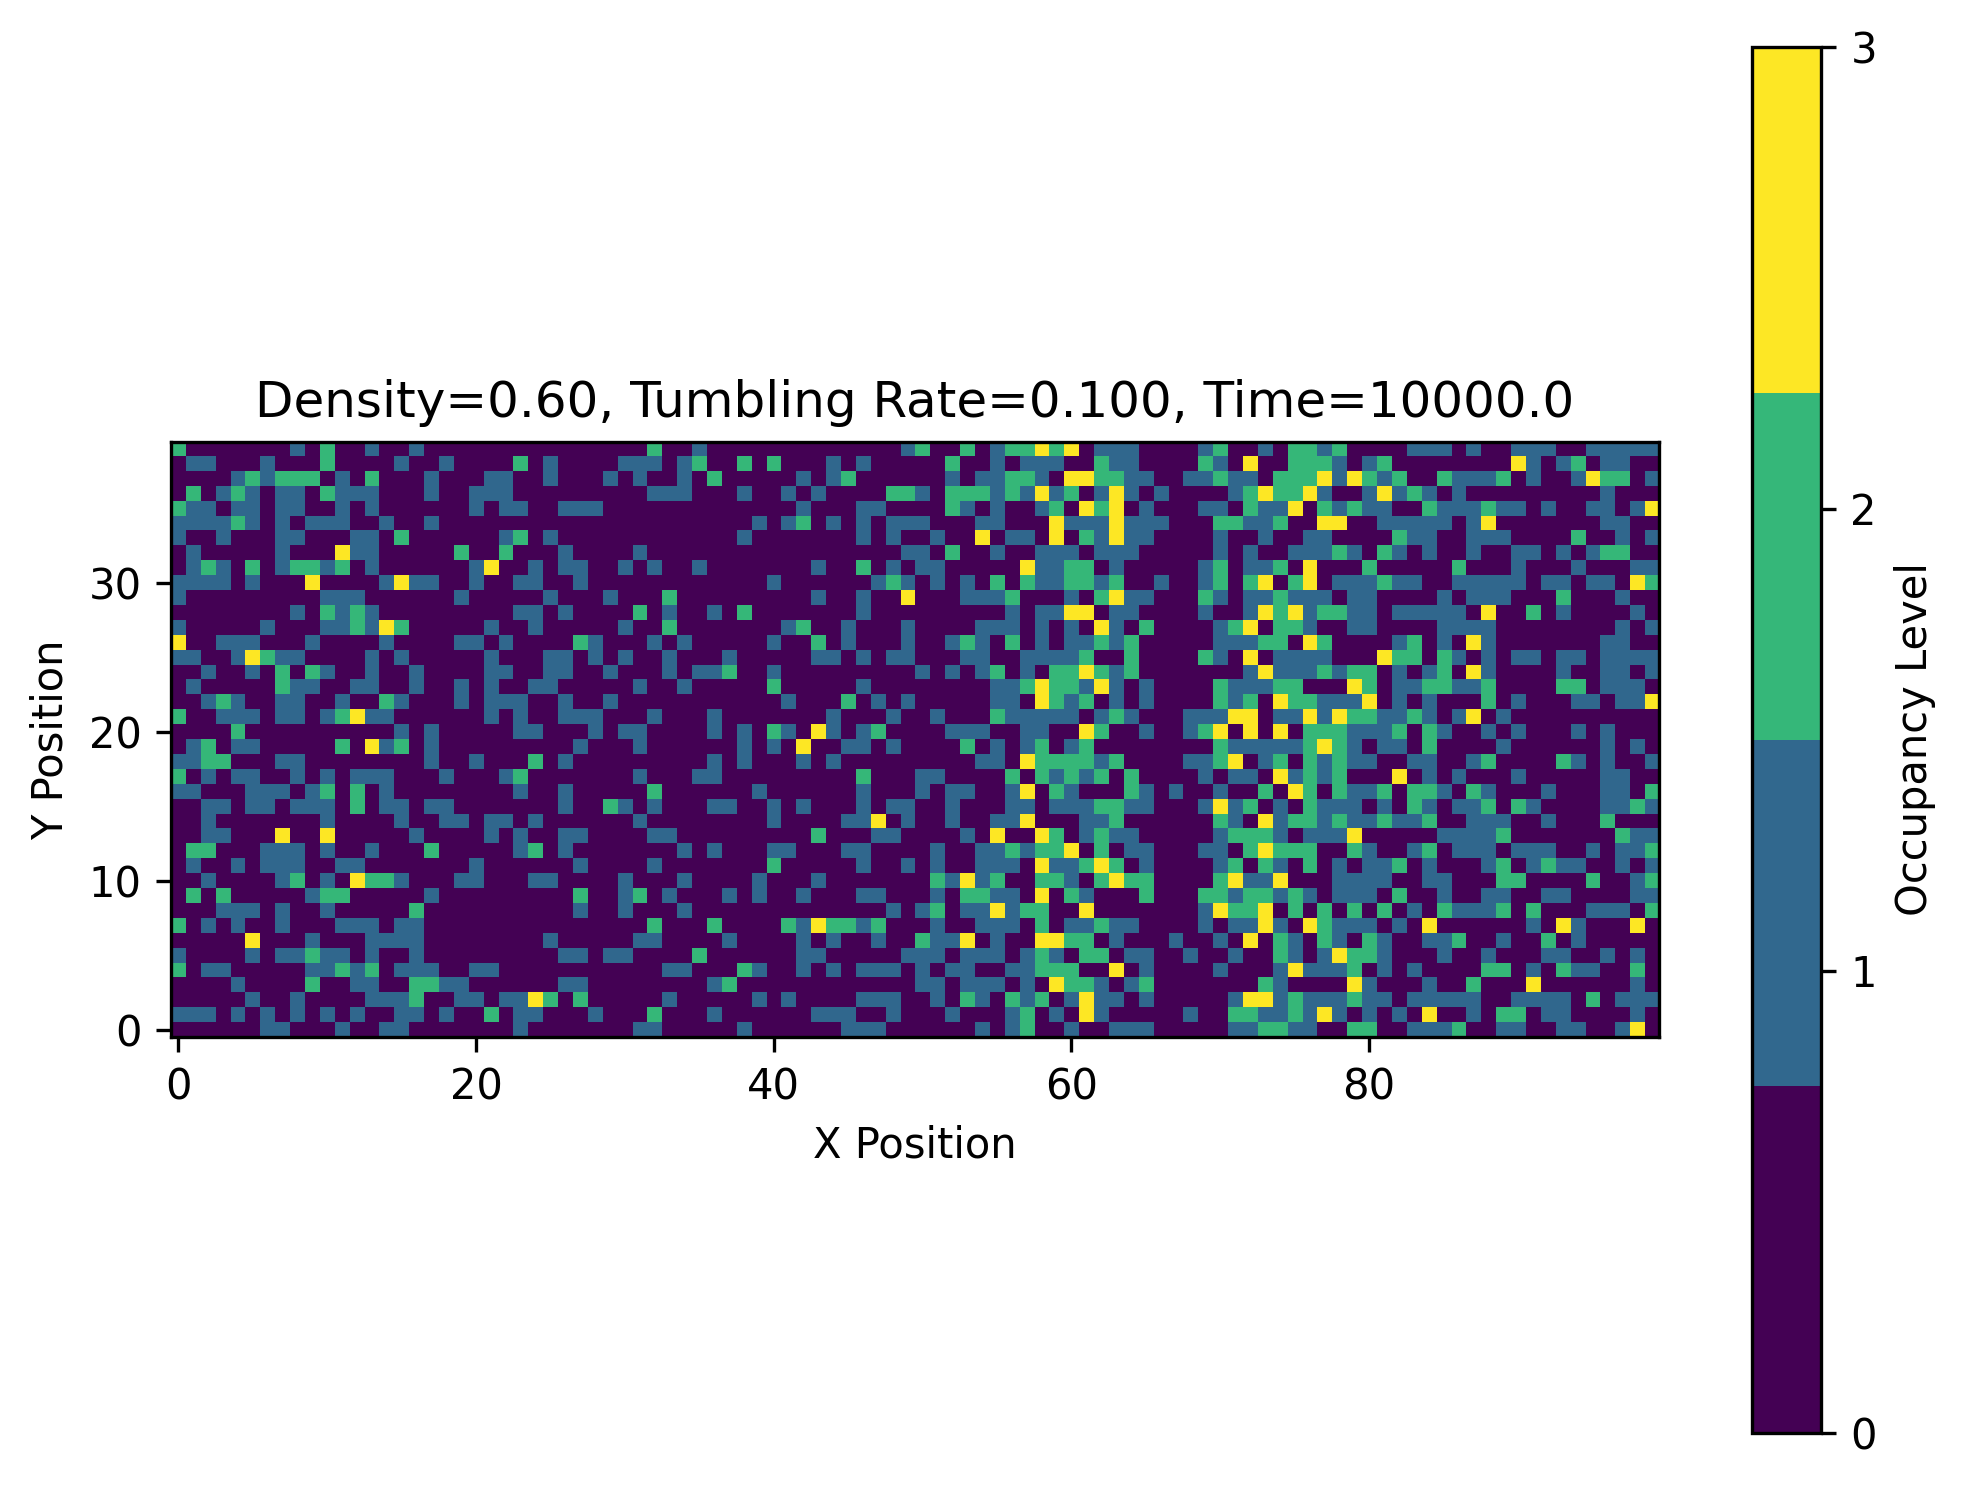 Density=0.60, Tumbling Rate=0.100, Time=10000.0
Y Position
30
20
10
0
0 20 40 60 80
X Position
3
2
1
0
Occupancy Level